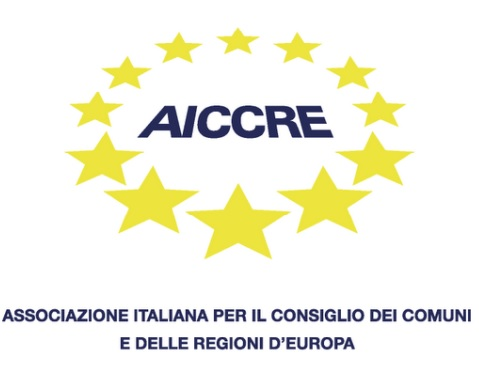 AICCRE
ASSOCIAZIONE ITALIANA PER IL CONSIGLIO DEI COMUNI
E DELLE REGIONI D'EUROPA